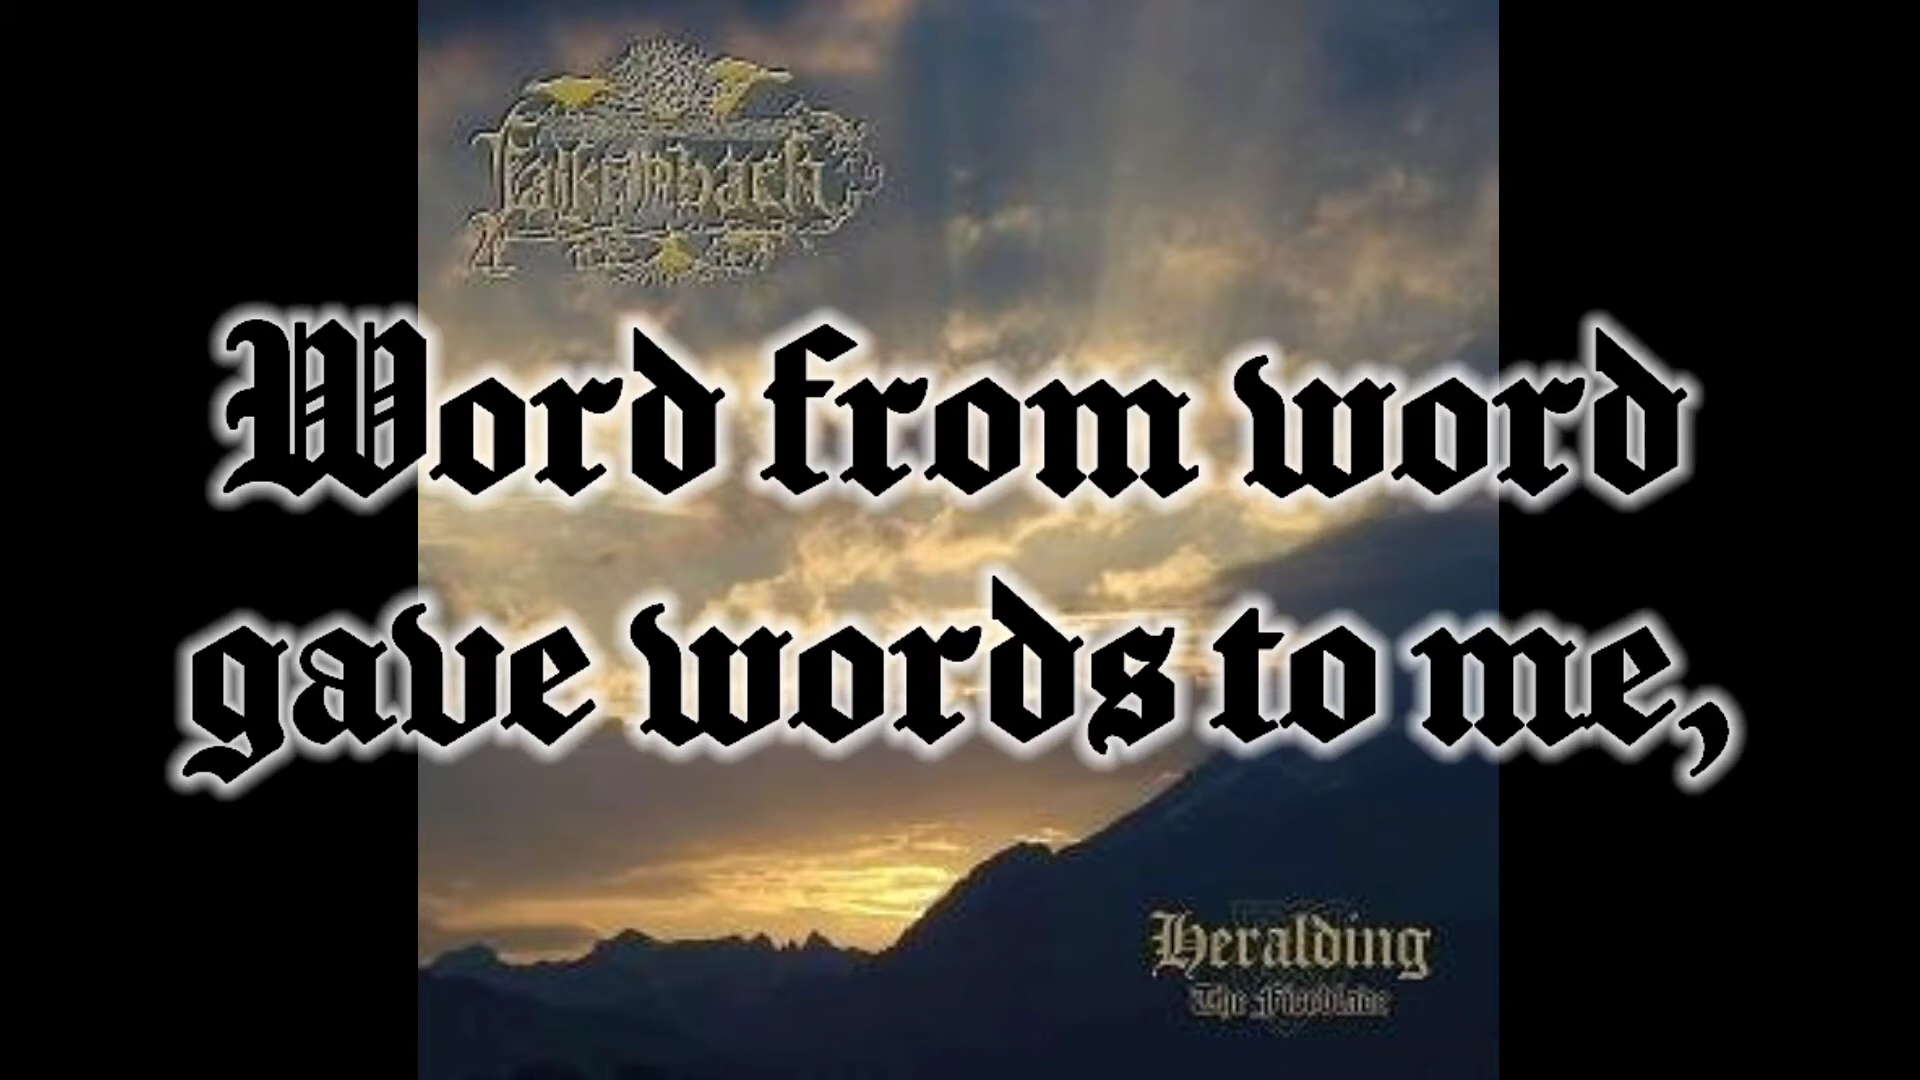 Falkenbach
Word from word
gave words to me,
Heralding
The Fireblade